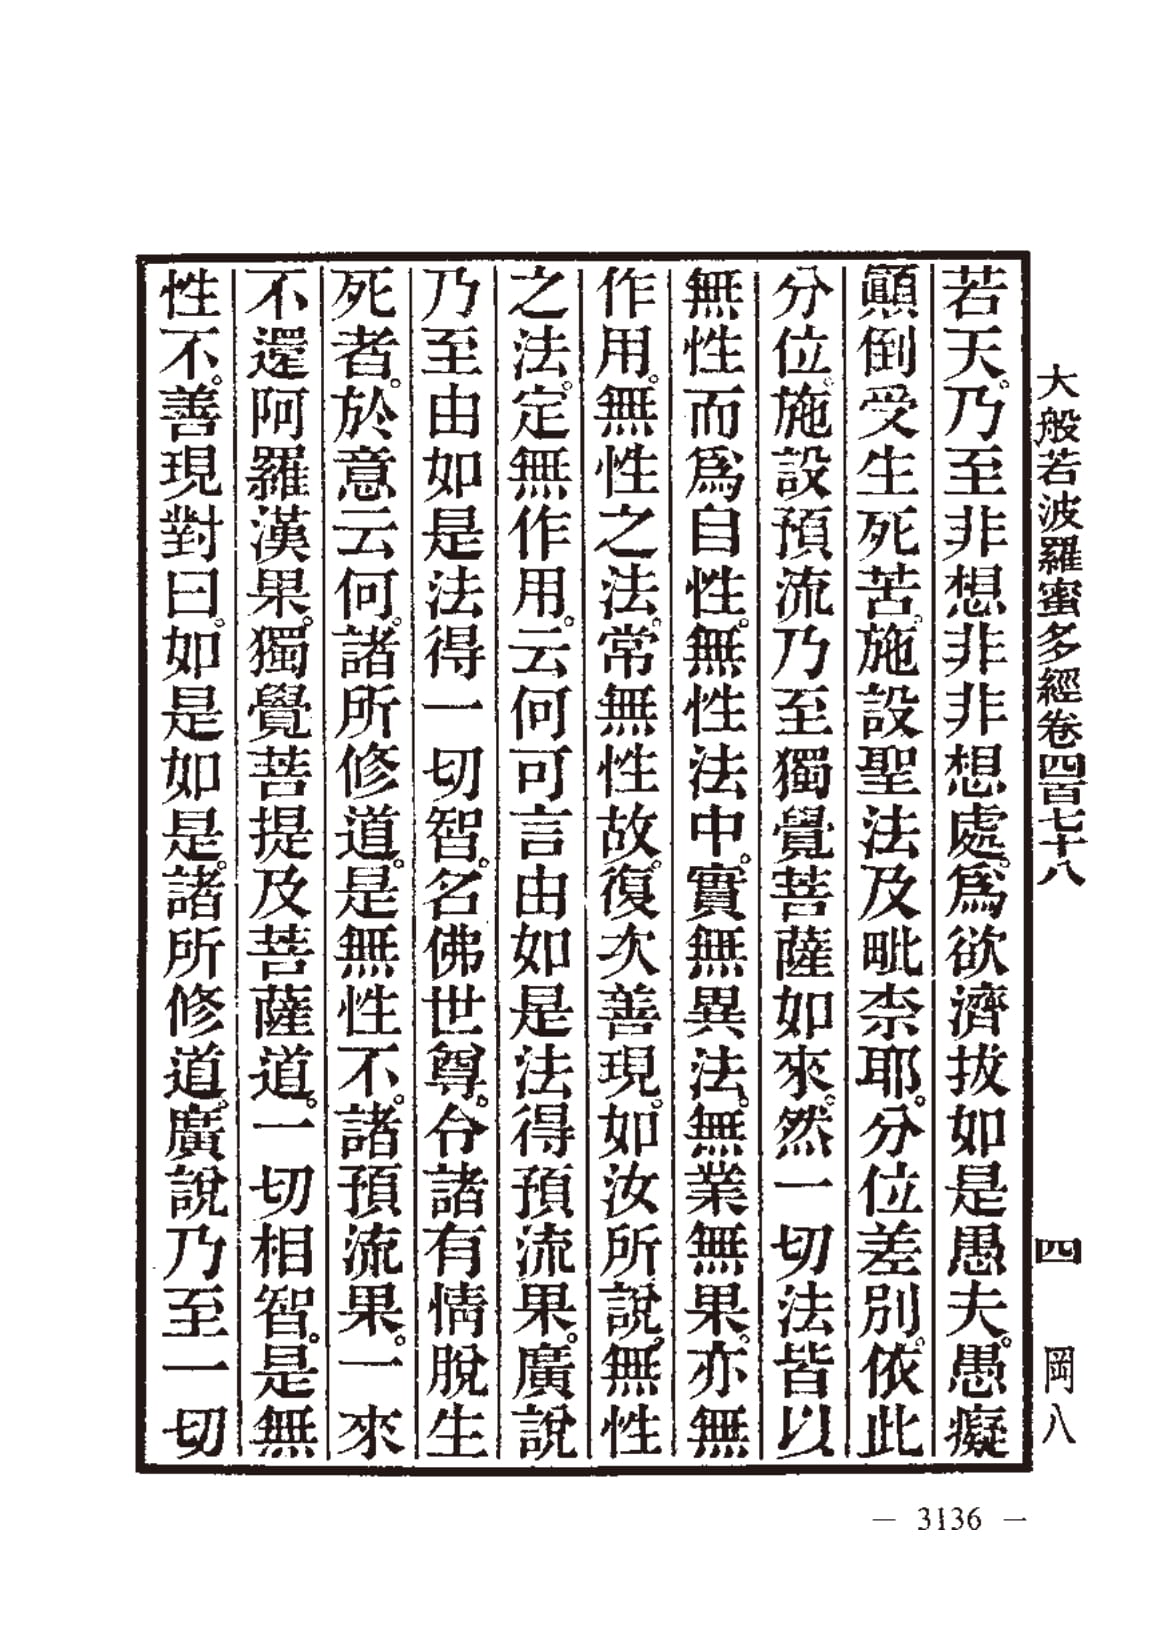 大般若波羅蜜多經卷四百七十八　四　岡八
若天。乃至非想非非想處。爲欲濟拔如是愚夫。愚癡
顚倒受生死苦。施設聖法及毗柰耶。分位差別。依此
分位。施設預流乃至獨覺菩薩如來。然一切法皆以
無性而爲自性。無性法中。實無異法。無業無果。亦無
作用。無性之法。常無性故。復次善現。如汝所說。無性
之法。定無作用。云何可言由如是法得預流果。廣說
乃至由如是法得一切智。名佛世尊。令諸有情脫生
死者。於意云何。諸所修道。是無性不。諸預流果。一來
不還阿羅漢果。獨覺菩提及菩薩道。一切相智。是無
性不。善現對曰。如是如是。諸所修道。廣說乃至一切
— 3136 —